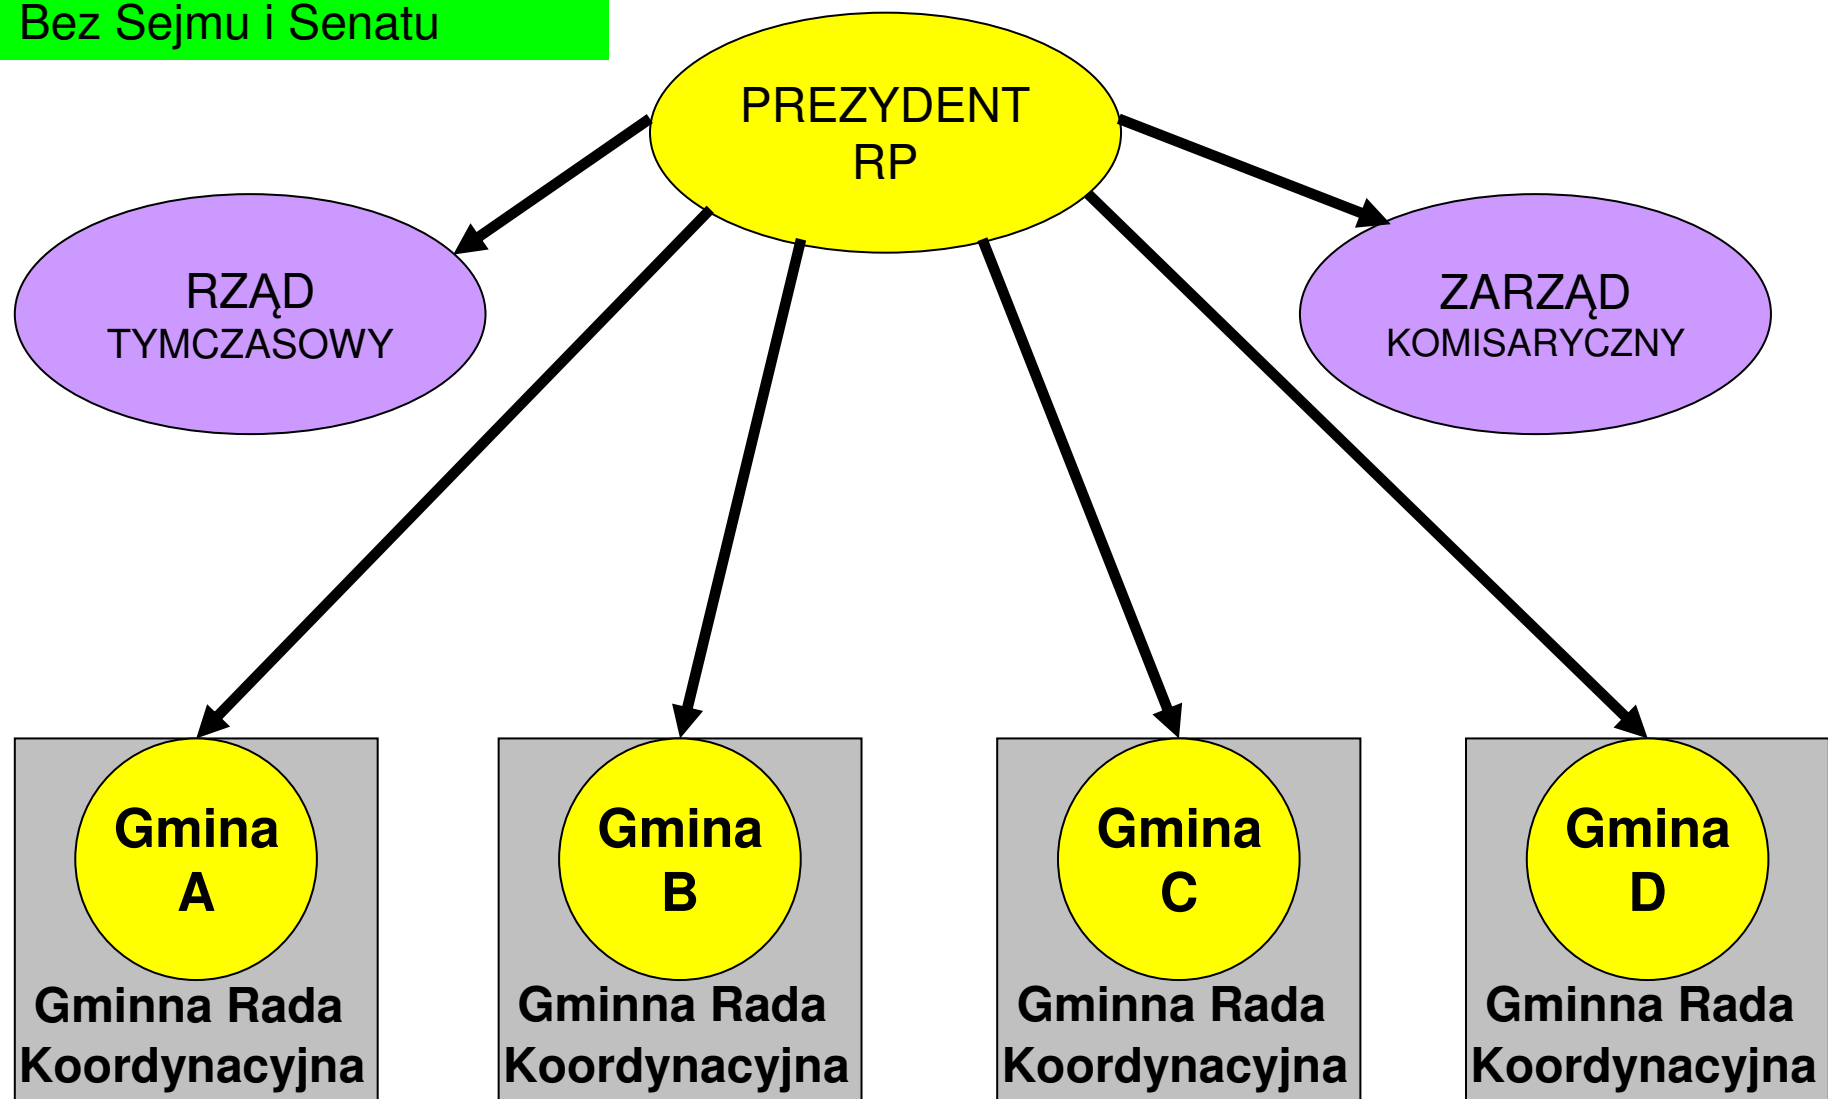 Bez Sejmu i Senatu
PREZYDENT
RP
RZĄD
TYMCZASOWY
ZARZĄD
KOMISARYCZNY
Gmina
A
Gminna Rada
Koordynacyjna
Gmina
B
Gminna Rada
Koordynacyjna
Gmina
C
Gminna Rada
Koordynacyjna
Gmina
D
Gminna Rada
Koordynacyjna